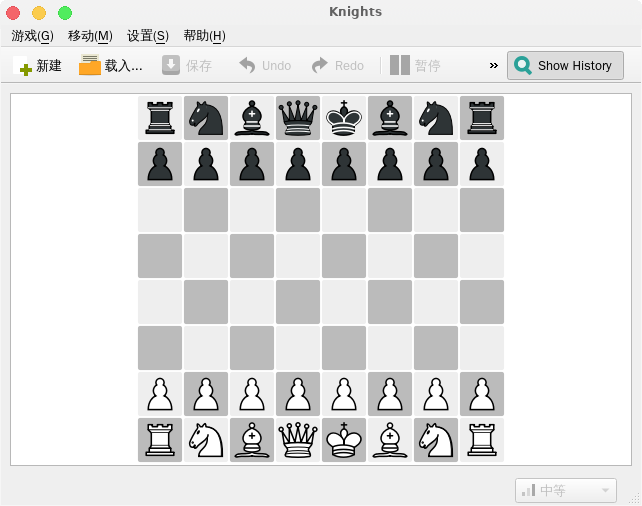 Knights
游戏(G) 移动(M) 设置(S) 帮助(H)
新建 载入... 保存 Undo Redo 暂停 » Show History
中等